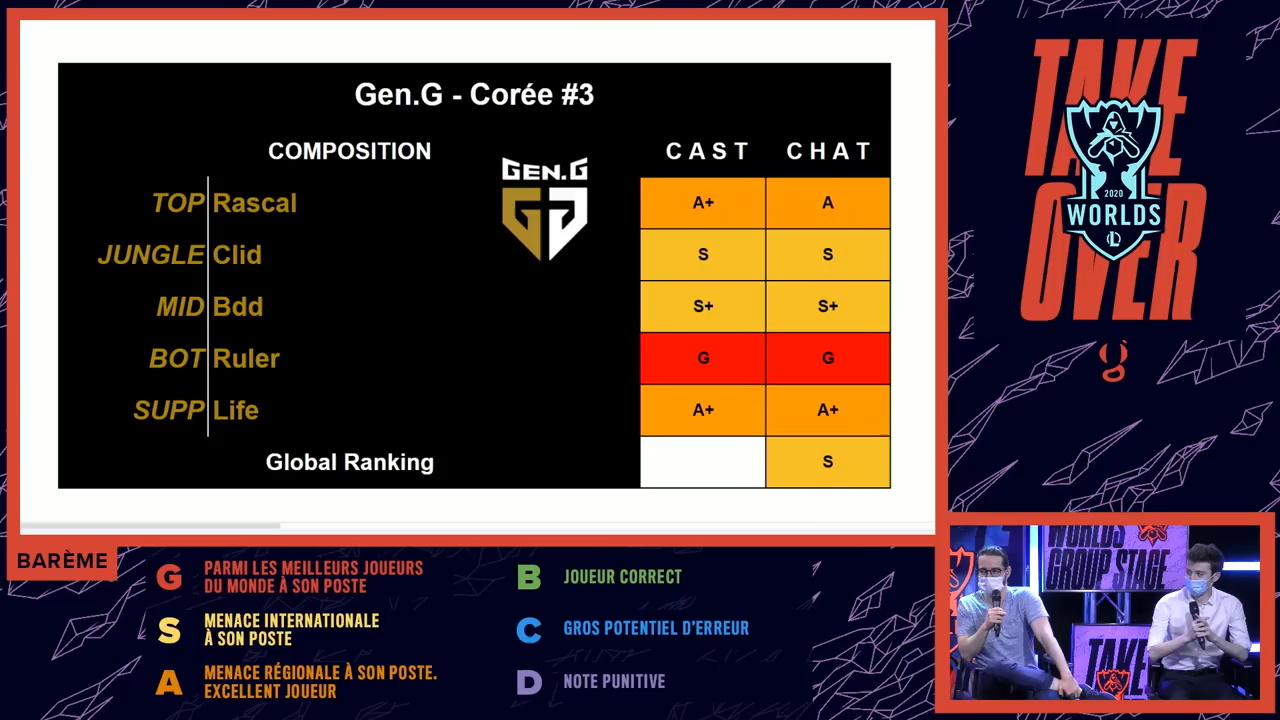 Gen.G - Corée #3
COMPOSITION
CAST CHAT
GEN.G
TOP Rascal A+ A
JUNGLE Clid S S
MID Bdd S+ S+
BOT Ruler G G
SUPP Life A+ A+
Global Ranking S
TAKE
OVER
2020
WORLDS
BARÈME
G PARMI LES MEILLEURS JOUEURS
DU MONDE À SON POSTE
S MENACE INTERNATIONALE
À SON POSTE
A MENACE RÉGIONALE À SON POSTE.
EXCELLENT JOUEUR
B JOUEUR CORRECT
C GROS POTENTIEL D'ERREUR
D NOTE PUNITIVE
WORLDS
GROUP STAGE
TAKE